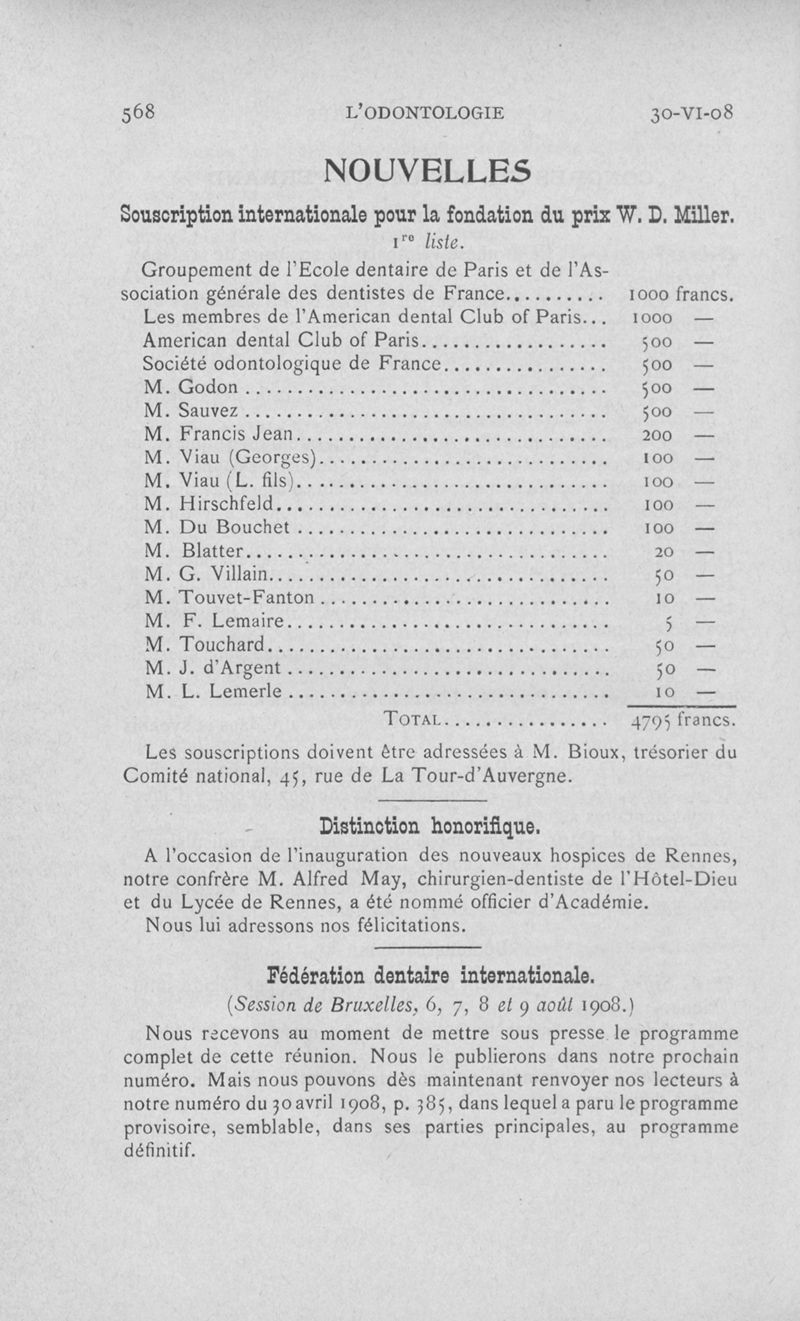 568 L'ODONTOLOGIE 30-VI-08
NOUVELLES
Souscription internationale pour la fondation du prix W. D. Miller.
1re liste.
Groupement de l'Ecole dentaire de Paris et de l'As-
sociation générale des dentistes de France.......... 1000 francs.
Les membres de l'American dental Club of Paris... 1000 —
American dental Club of Paris.................. 500 —
Société odontologique de France................ 500 —
M. Godon ................................... 500 —
M. Sauvez ................................... 500 —
M. Francis Jean.............................. 200 —
M. Viau (Georges)............................ 100 —
M. Viau (L. fils).............................. 100 —
M. Hirschfeld................................ 100 —
M. Du Bouchet .............................. 100 —
M. Blatter................................... 20 —
M. G. Villain................................. 50 —
M. Touvet-Fanton ............................ 10 —
M. F. Lemaire............................... 5 —
M. Touchard................................. 50 —
M. J. d'Argent ............................... 50 —
M. L. Lemerle ............................... 10 —
TOTAL................ 4795 francs.
Les souscriptions doivent être adressées à M. Bioux, trésorier du
Comité national, 45, rue de La Tour-d'Auvergne.
Distinction honorifique.
A l'occasion de l'inauguration des nouveaux hospices de Rennes,
notre confrère M. Alfred May, chirurgien-dentiste de l'Hôtel-Dieu
et du Lycée de Rennes, a été nommé officier d'Académie.
Nous lui adressons nos félicitations.
Fédération dentaire internationale.
(Session de Bruxelles, 6, 7, 8 et 9 août 1908.)
Nous recevons au moment de mettre sous presse le programme
complet de cette réunion. Nous le publierons dans notre prochain
numéro. Mais nous pouvons dès maintenant renvoyer nos lecteurs à
notre numéro du 30 avril 1908, p. 385, dans lequel a paru le programme
provisoire, semblable, dans ses parties principales, au programme
définitif.